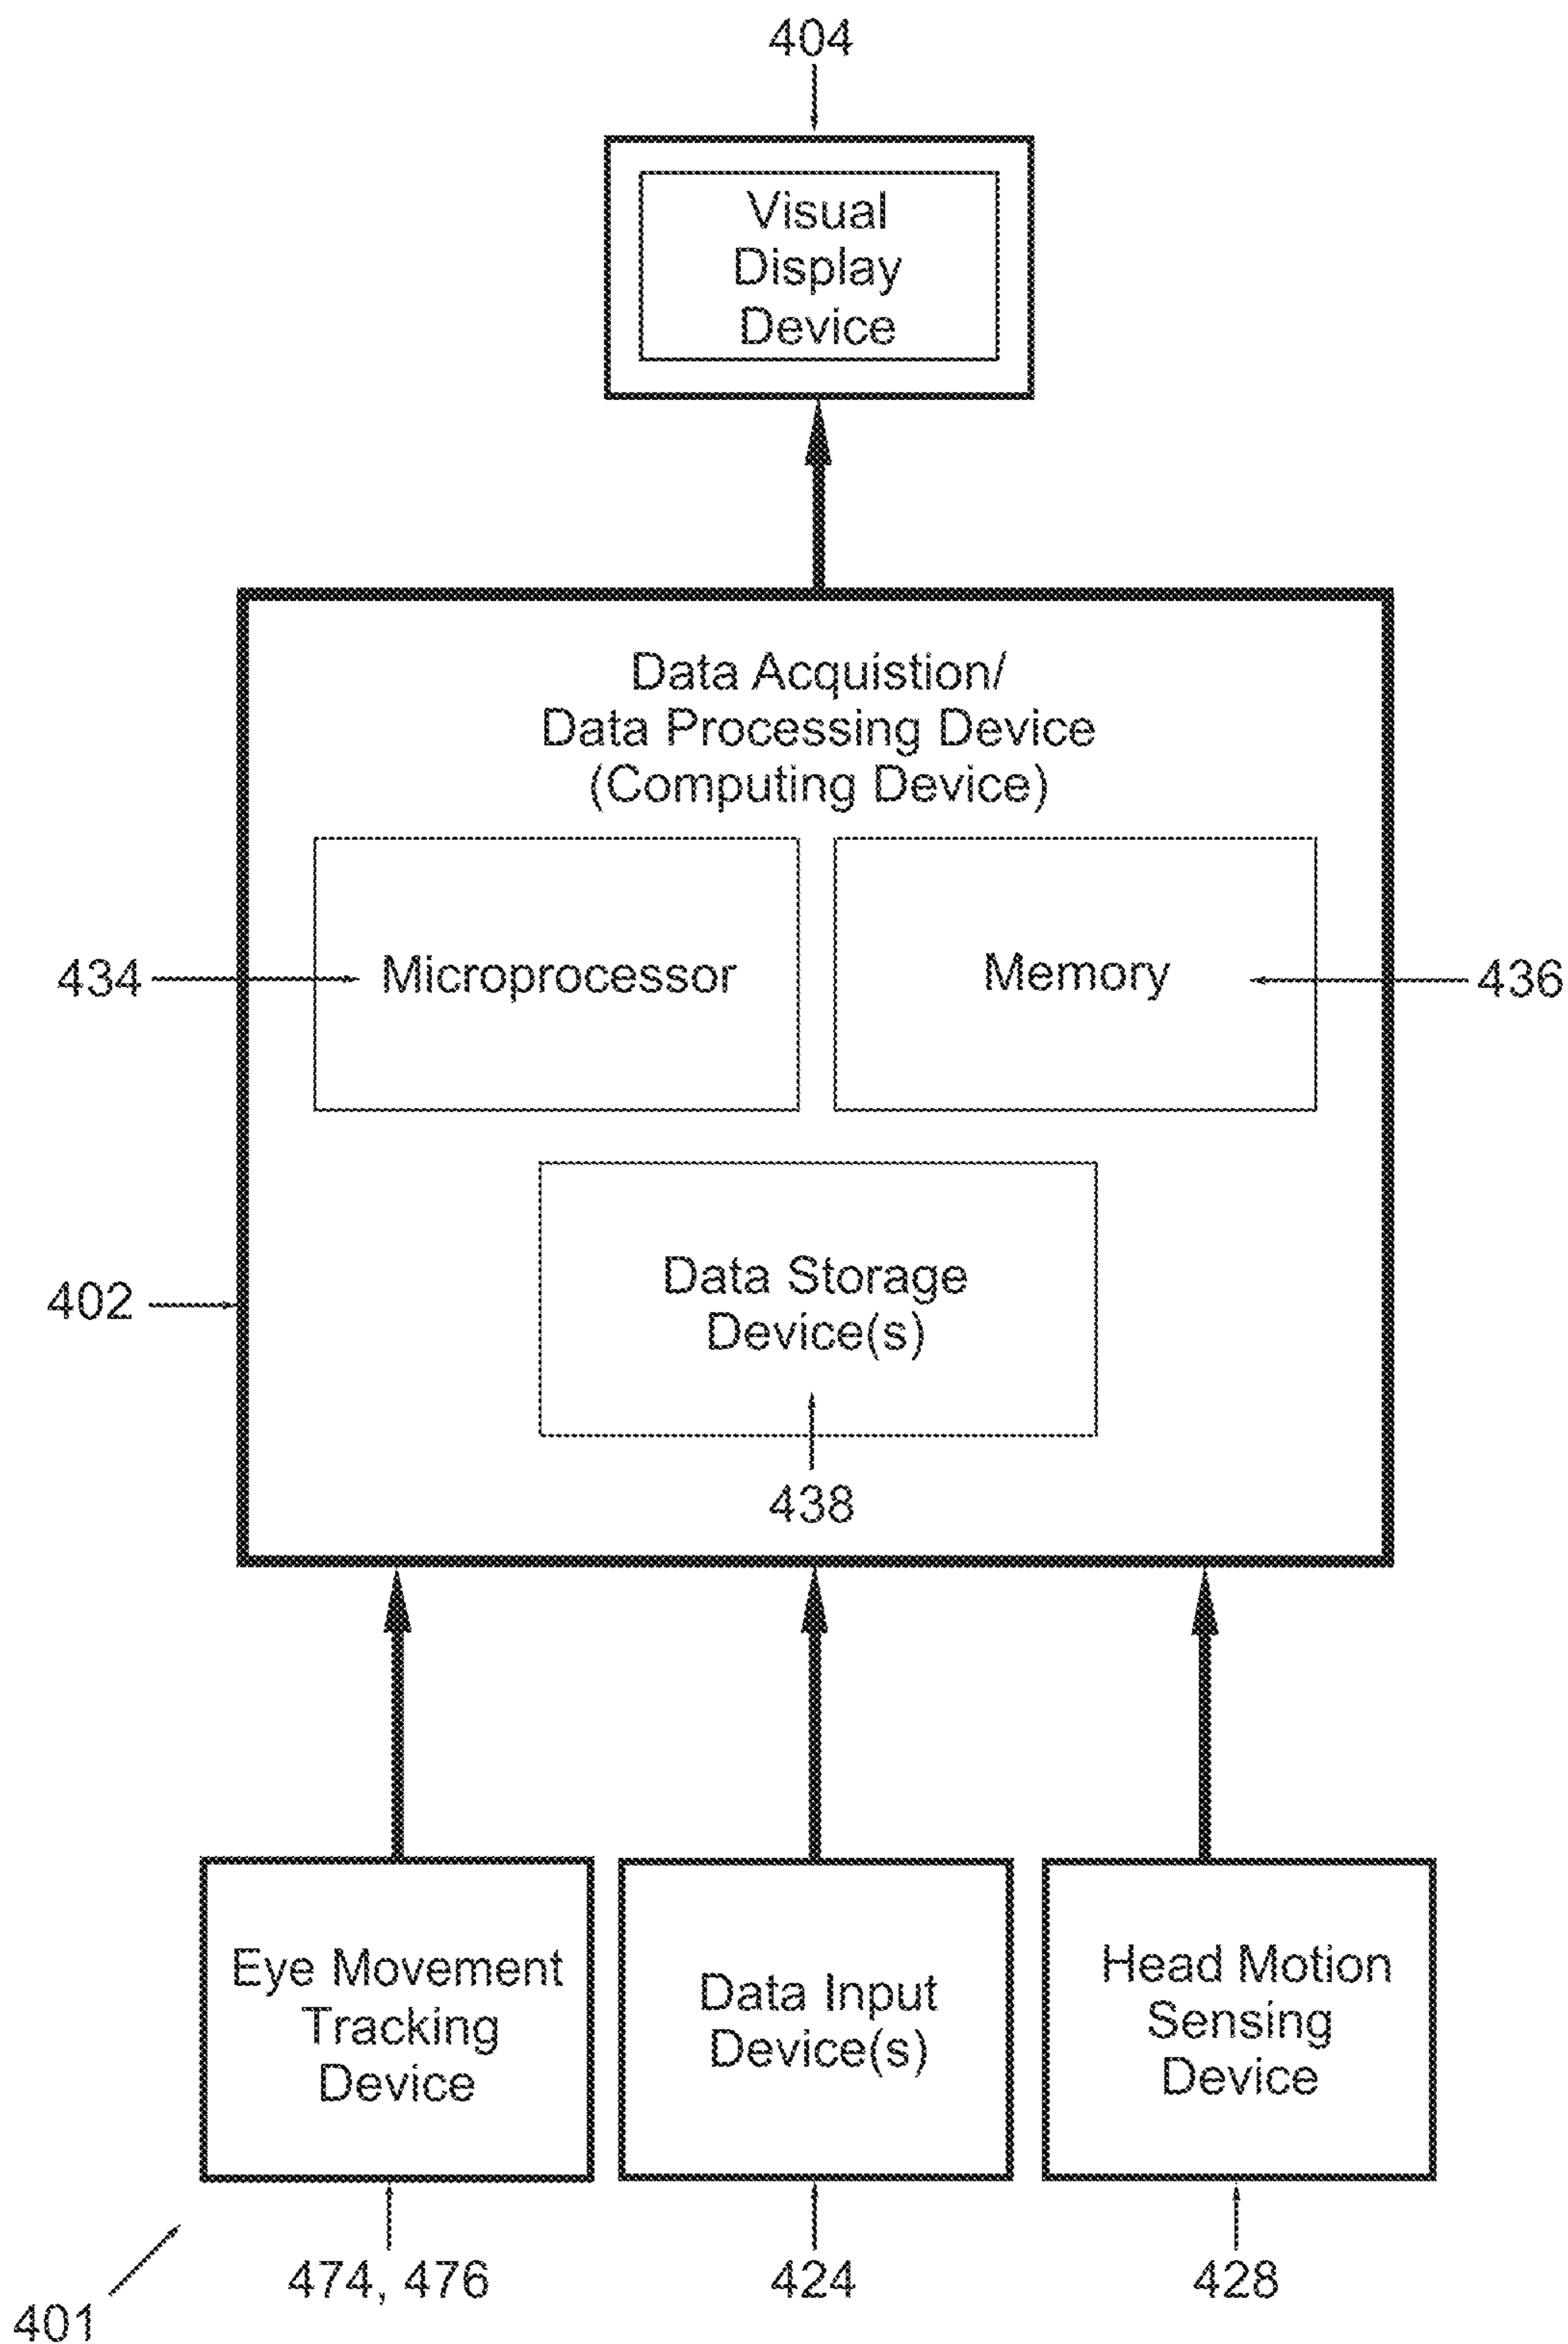 404
Visual
Display
Device
Data Acquistion/
Data Processing Device
(Computing Device)
434
Microprocessor
Memory
436
402
Data Storage
Device(s)
438
Eye Movement
Tracking
Device
Data Input
Device(s)
Head Motion
Sensing
Device
401
474, 476
424
428